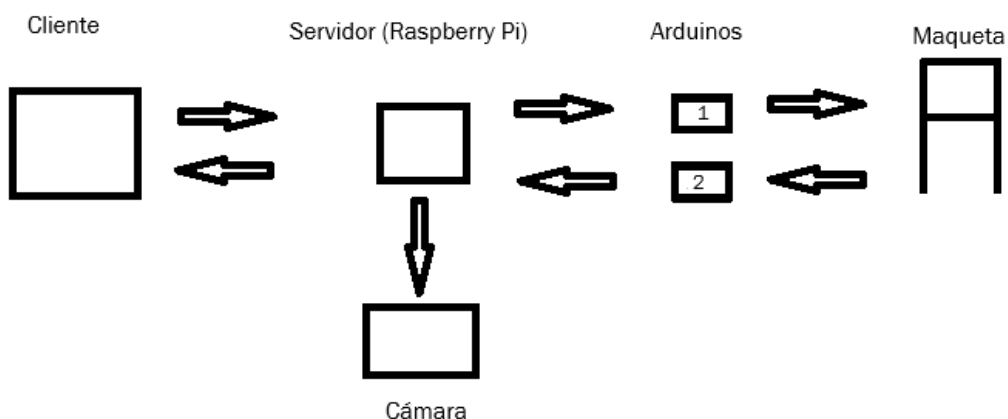 Cliente
Servidor (Raspberry Pi)
Arduinos
Maqueta
1
2
Cámara